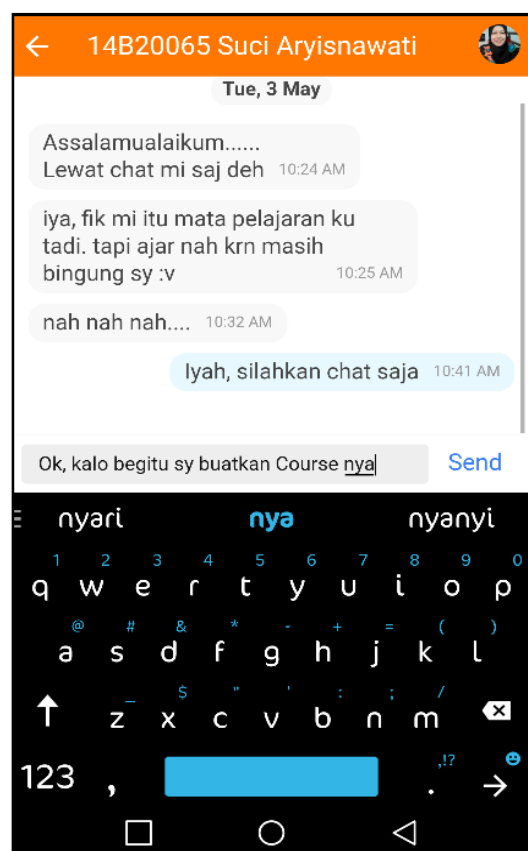 14B20065 Suci Aryisnawati
Tue, 3 May
Assalamualaikum......
Lewat chat mi saj deh 10:24 AM
iya, fik mi itu mata pelajaran ku
tadi. tapi ajar nah krn masih
bingung sy :v 10:25 AM
nah nah nah.... 10:32 AM
Iyah, silahkan chat saja 10:41 AM
Ok, kalo begitu sy buatkan Course nya Send
nyari nya nyanyi
1 2 3 4 5 6 7 8 9 0
q w e r t y u i o p
@ # & * - + = ( )
a s d f g h j k l
_ $ " ' : ; /
z x c v b n m
123 , . ,!?